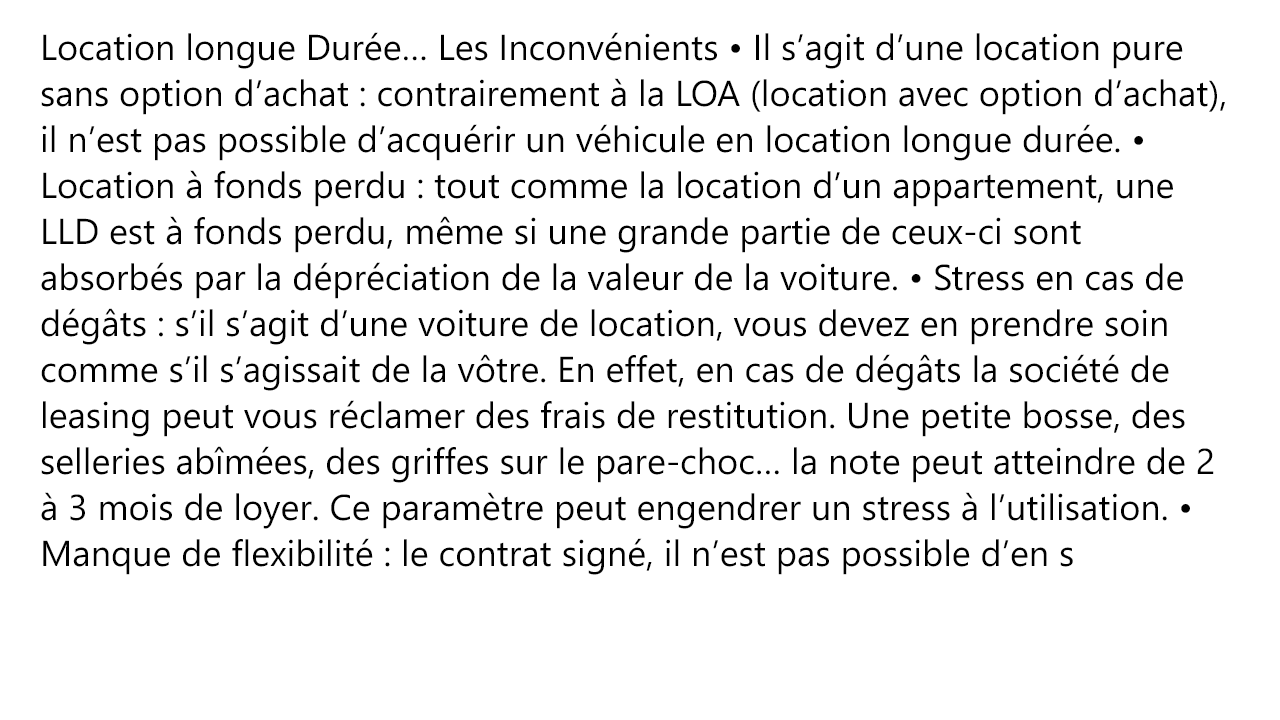 Location longue Durée… Les Inconvénients • Il s’agit d’une location pure
sans option d’achat : contrairement à la LOA (location avec option d’achat),
il n’est pas possible d’acquérir un véhicule en location longue durée. •
Location à fonds perdu : tout comme la location d’un appartement, une
LLD est à fonds perdu, même si une grande partie de ceux-ci sont
absorbés par la dépréciation de la valeur de la voiture. • Stress en cas de
dégâts : s’il s’agit d’une voiture de location, vous devez en prendre soin
comme s’il s’agissait de la vôtre. En effet, en cas de dégâts la société de
leasing peut vous réclamer des frais de restitution. Une petite bosse, des
selleries abîmées, des griffes sur le pare-choc… la note peut atteindre de 2
à 3 mois de loyer. Ce paramètre peut engendrer un stress à l’utilisation. •
Manque de flexibilité : le contrat signé, il n’est pas possible d’en s